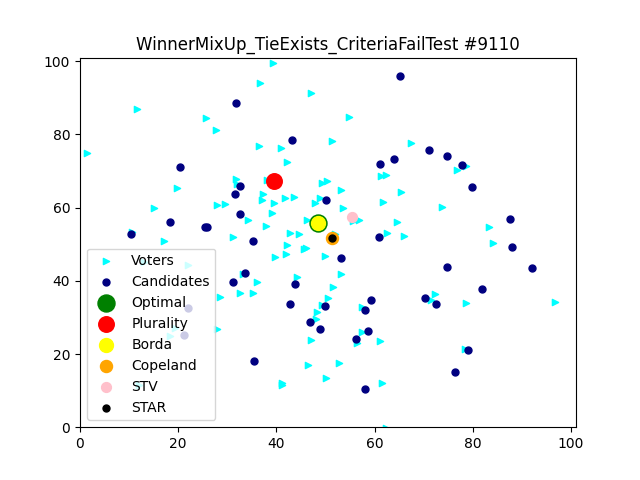 WinnerMixUp_TieExists_CriteriaFailTest #9110
100
80
60
40
20
0
Voters
Candidates
Optimal
Plurality
Borda
Copeland
STV
STAR
0 20 40 60 80 100